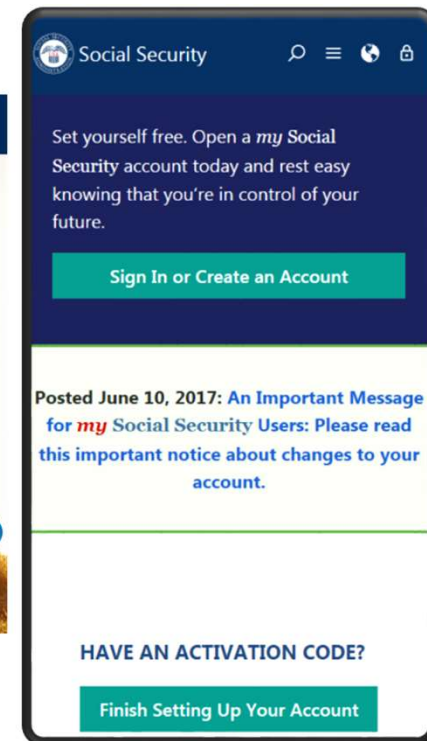 Social Security
Set yourself free. Open a my Social
Security account today and rest easy
knowing that you're in control of your
future.
Sign In or Create an Account
Posted June 10, 2017: An Important Message
for my Social Security Users: Please read
this important notice about changes to your
account.
HAVE AN ACTIVATION CODE?
Finish Setting Up Your Account